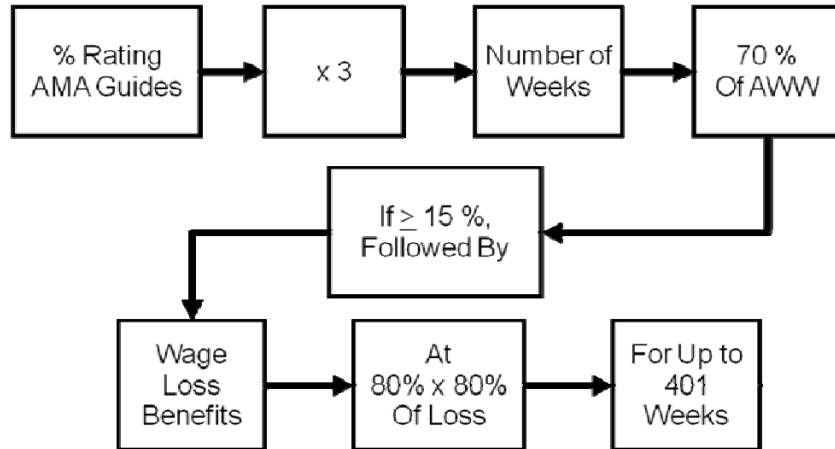 % Rating
AMA Guides
x 3
Number of
Weeks
70 %
Of AWW
If ≥ 15 %,
Followed By
Wage
Loss
Benefits
At
80% x 80%
Of Loss
For Up to
401
Weeks